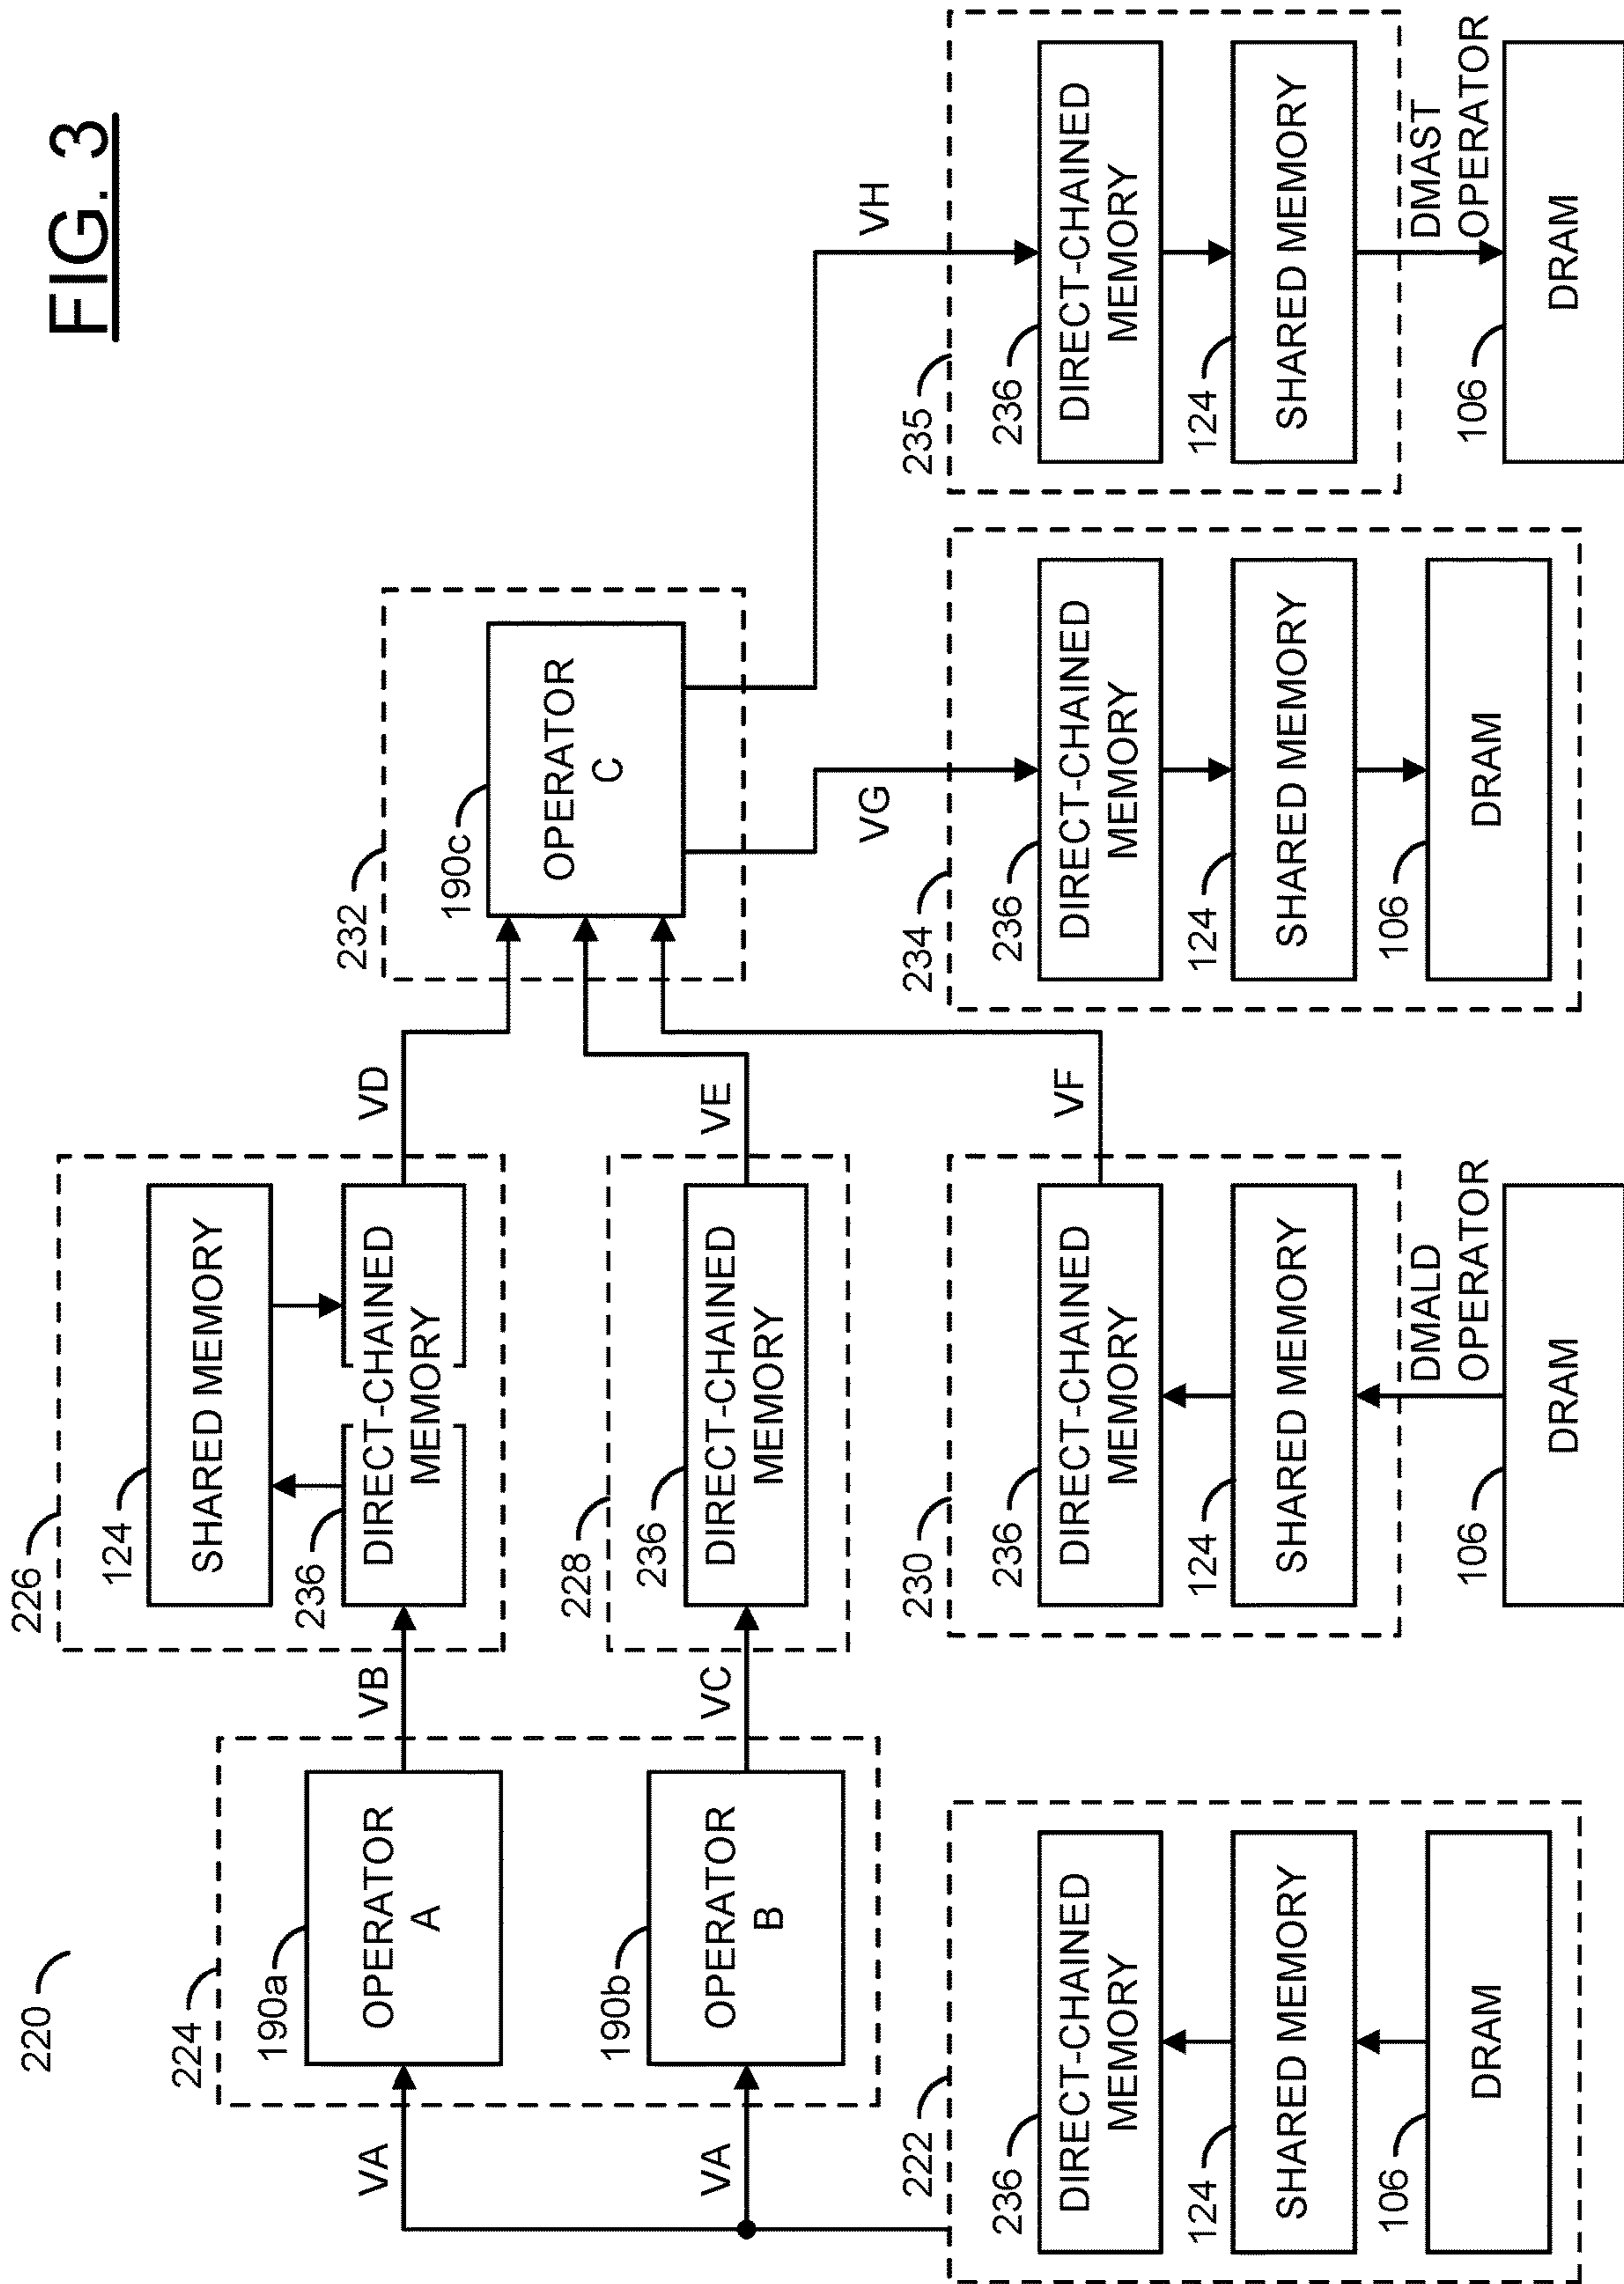 FIG. 3
220
224
190a
OPERATOR
A
190b
OPERATOR
B
VA
VA
VB
VC
226
124
SHARED MEMORY
236
DIRECT-CHAINED
MEMORY
228
236
DIRECT-CHAINED
MEMORY
VD
VE
VF
232
190c
OPERATOR
C
VG
VH
222
236
DIRECT-CHAINED
MEMORY
124
SHARED MEMORY
106
DRAM
230
236
DIRECT-CHAINED
MEMORY
124
SHARED MEMORY
DMALD
OPERATOR
106
DRAM
234
236
DIRECT-CHAINED
MEMORY
124
SHARED MEMORY
106
DRAM
235
236
DIRECT-CHAINED
MEMORY
124
SHARED MEMORY
DMAST
OPERATOR
106
DRAM